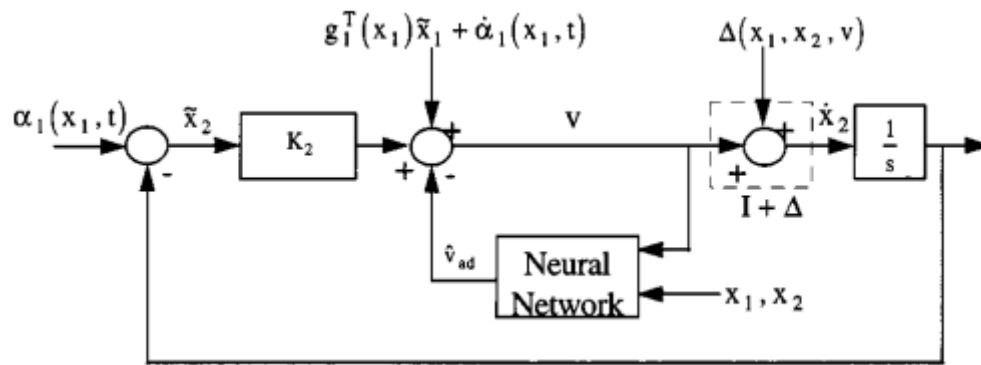 g₁ᵀ(x₁)x̃₁ + α̇₁(x₁, t)
Δ(x₁, x₂, v)
α₁(x₁, t)
x̃₂
K₂
v
ẋ₂
1
s
+
+
-
+
+
-
I + Δ
v̂ad
Neural
Network
x₁, x₂